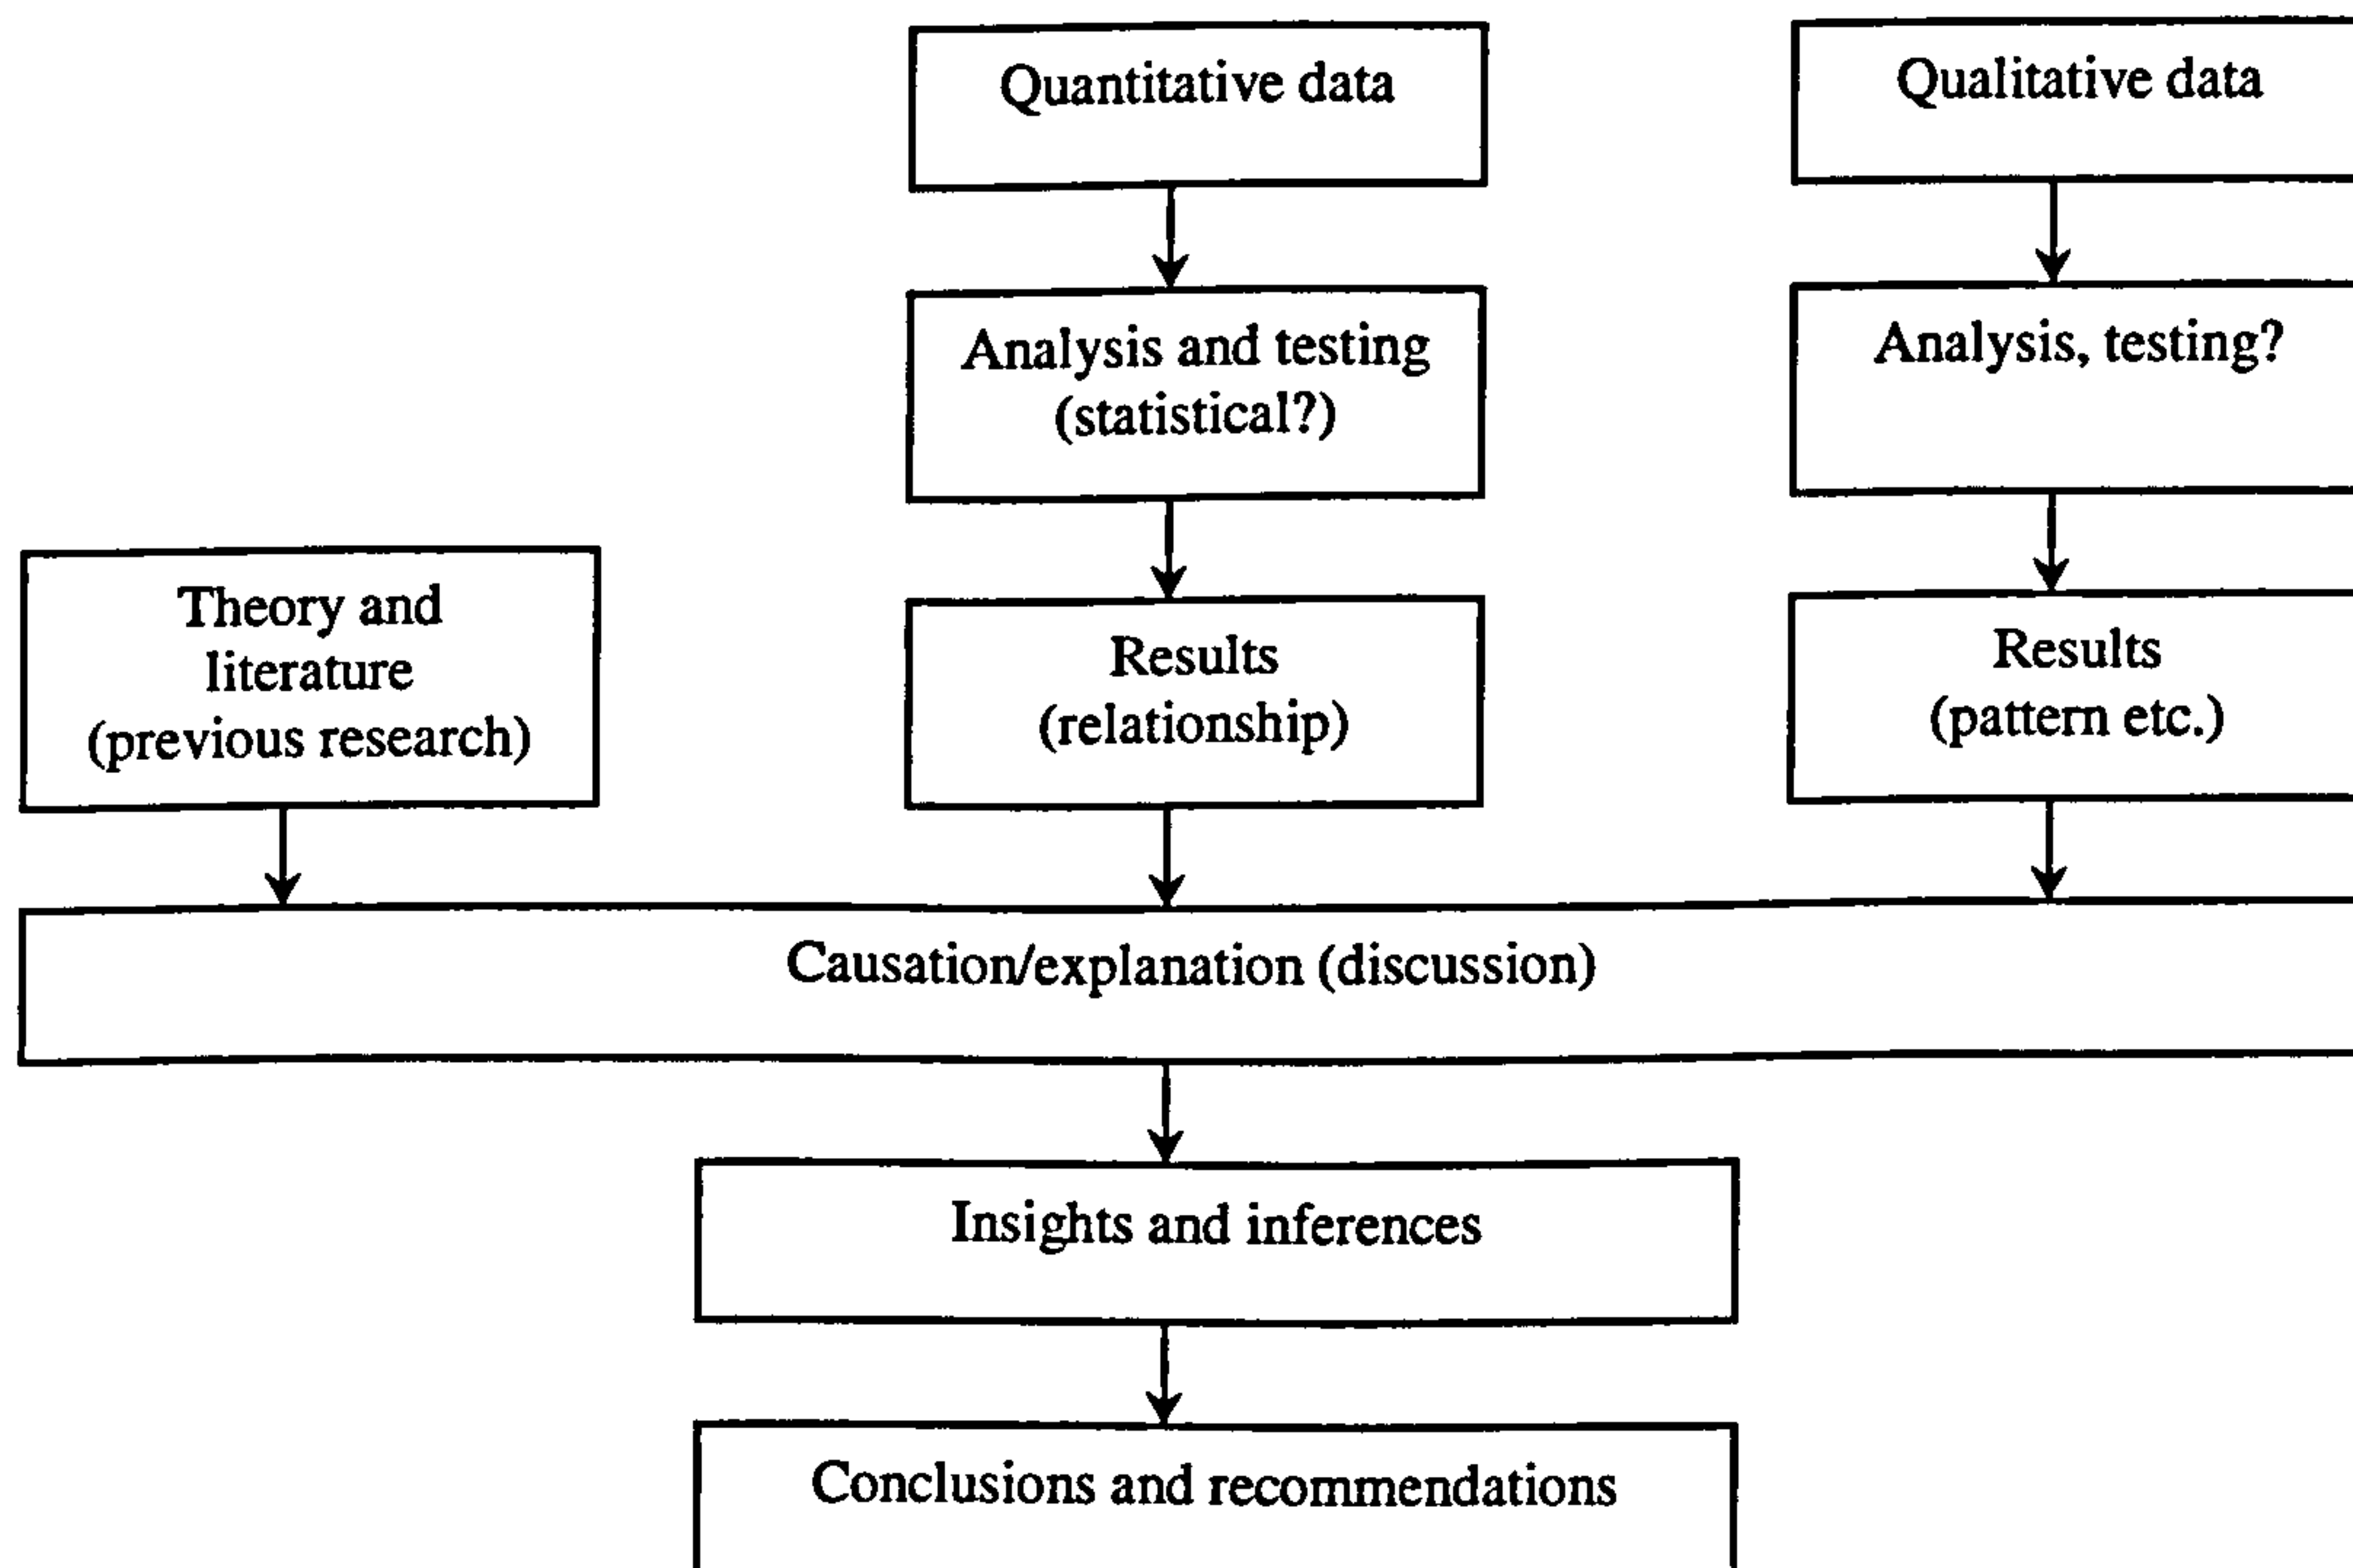 Quantitative data
Qualitative data
Analysis and testing
(statistical?)
Analysis, testing?
Theory and
literature
(previous research)
Results
(relationship)
Results
(pattern etc.)
Causation/explanation (discussion)
Insights and inferences
Conclusions and recommendations